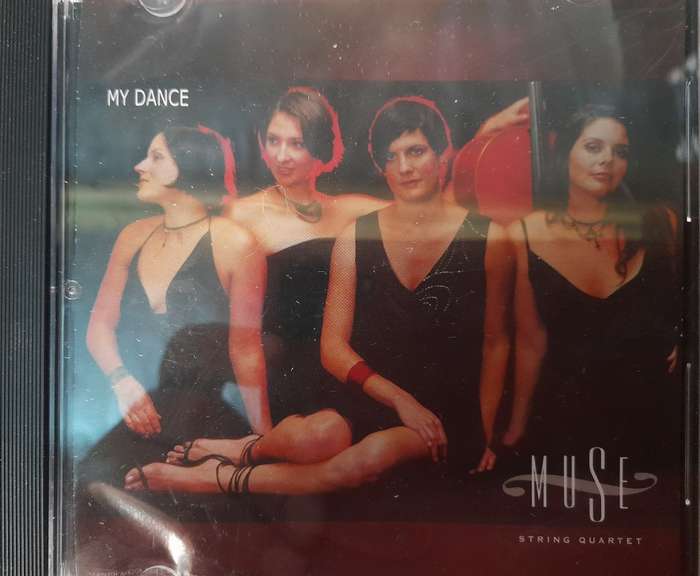 MY DANCE
MUSE
STRING QUARTET